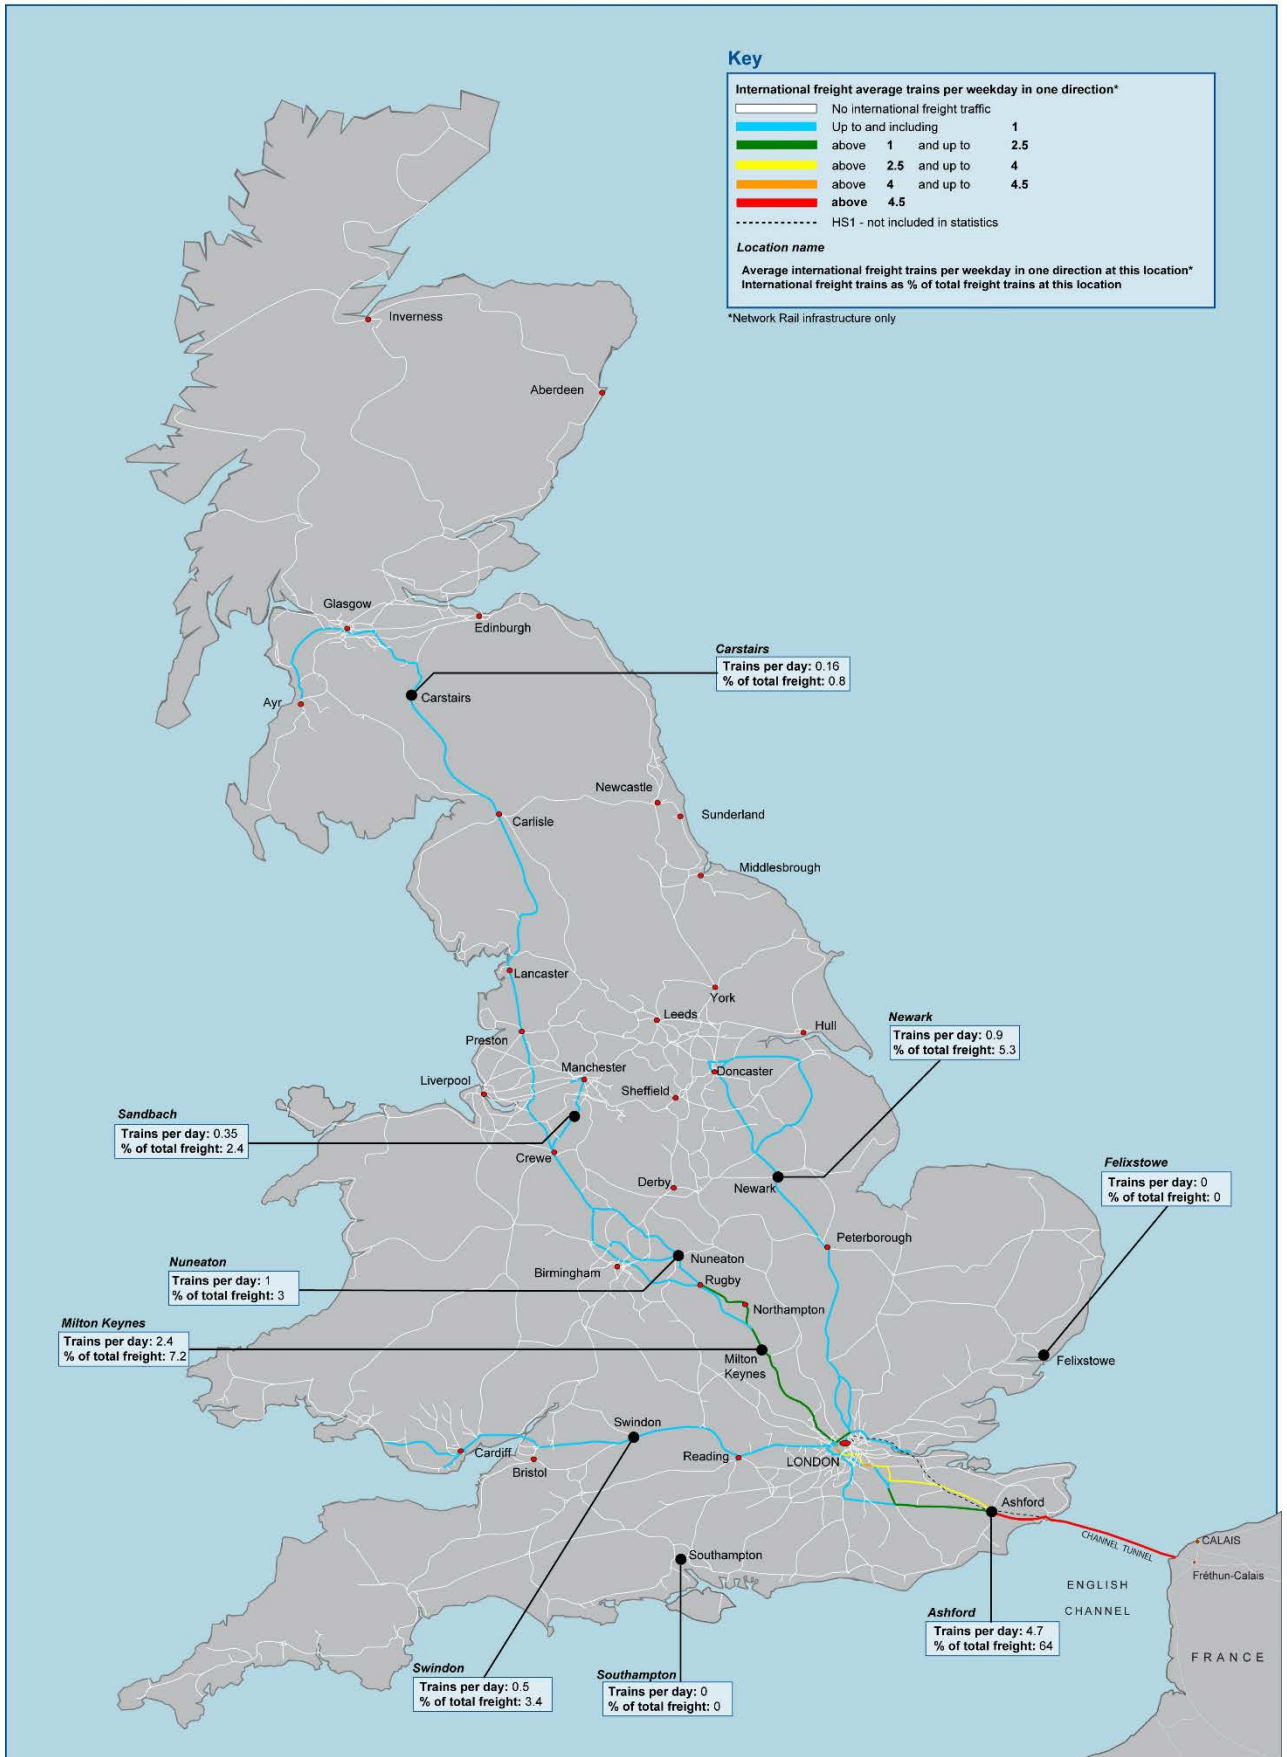 Key
International freight average trains per weekday in one direction*
No international freight traffic
Up to and including 1
above 1 and up to 2.5
above 2.5 and up to 4
above 4 and up to 4.5
above 4.5
HS1 - not included in statistics
Location name
Average international freight trains per weekday in one direction at this location*
International freight trains as % of total freight trains at this location
*Network Rail infrastructure only
Inverness
Aberdeen
Glasgow
Edinburgh
Carstairs
Trains per day: 0.16
% of total freight: 0.8
Ayr
Carstairs
Newcastle
Sunderland
Carlisle
Middlesbrough
Lancaster
York
Leeds
Hull
Preston
Newark
Trains per day: 0.9
% of total freight: 5.3
Manchester
Doncaster
Liverpool
Sheffield
Sandbach
Trains per day: 0.35
% of total freight: 2.4
Crewe
Derby
Newark
Felixstowe
Trains per day: 0
% of total freight: 0
Peterborough
Nuneaton
Trains per day: 1
% of total freight: 3
Nuneaton
Birmingham
Rugby
Northampton
Milton Keynes
Trains per day: 2.4
% of total freight: 7.2
Milton
Keynes
Felixstowe
Swindon
Cardiff
Bristol
Reading
LONDON
Ashford
CHANNEL TUNNEL
CALAIS
Fréthun-Calais
Southampton
ENGLISH
CHANNEL
Ashford
Trains per day: 4.7
% of total freight: 64
FRANCE
Swindon
Trains per day: 0.5
% of total freight: 3.4
Southampton
Trains per day: 0
% of total freight: 0